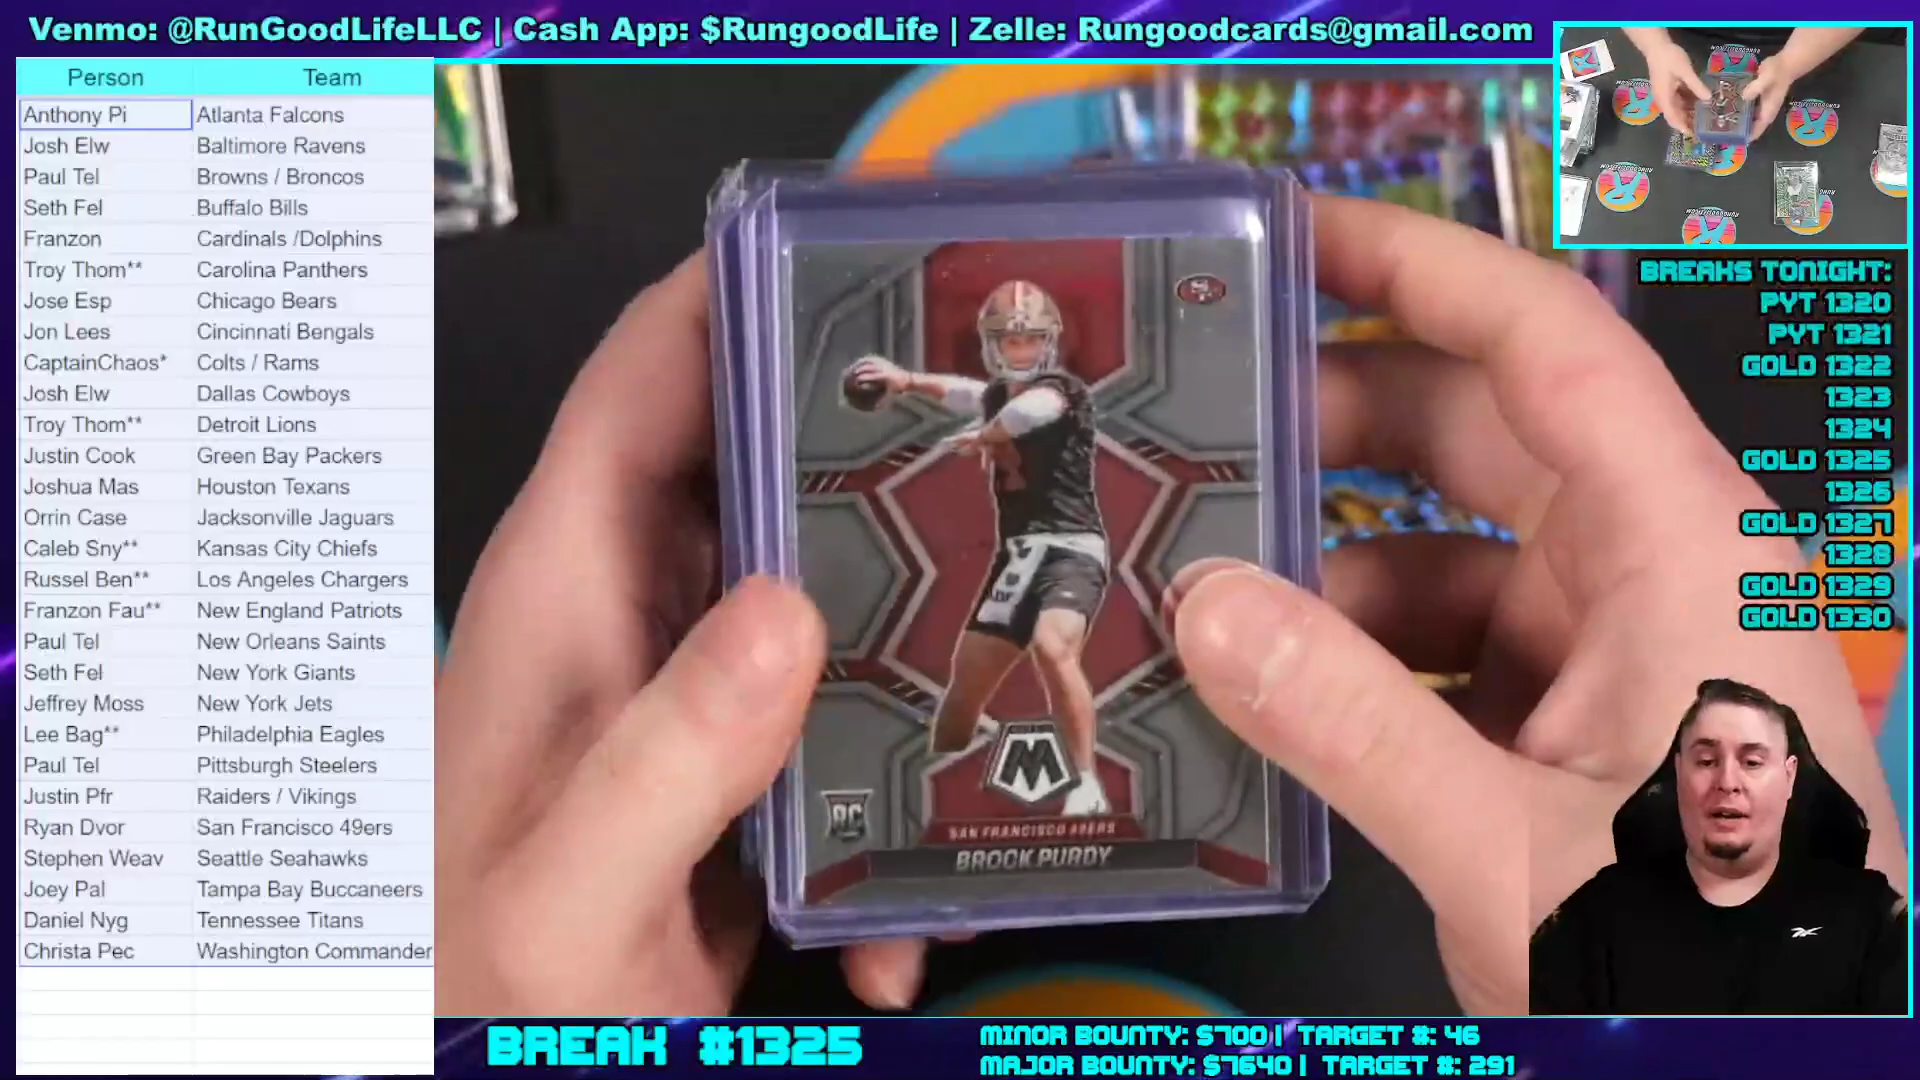 Venmo: @RunGoodLifeLLC | Cash App: $RungoodLife | Zelle: Rungoodcards@gmail.com
Person Team
Anthony Pi Atlanta Falcons
Josh Elw Baltimore Ravens
Paul Tel Browns / Broncos
Seth Fel Buffalo Bills
Franzon Cardinals /Dolphins
Troy Thom** Carolina Panthers
Jose Esp Chicago Bears
Jon Lees Cincinnati Bengals
CaptainChaos* Colts / Rams
Josh Elw Dallas Cowboys
Troy Thom** Detroit Lions
Justin Cook Green Bay Packers
Joshua Mas Houston Texans
Orrin Case Jacksonville Jaguars
Caleb Sny** Kansas City Chiefs
Russel Ben** Los Angeles Chargers
Franzon Fau** New England Patriots
Paul Tel New Orleans Saints
Seth Fel New York Giants
Jeffrey Moss New York Jets
Lee Bag** Philadelphia Eagles
Paul Tel Pittsburgh Steelers
Justin Pfr Raiders / Vikings
Ryan Dvor San Francisco 49ers
Stephen Weav Seattle Seahawks
Joey Pal Tampa Bay Buccaneers
Daniel Nyg Tennessee Titans
Christa Pec Washington Commander
M
RC
SAN FRANCISCO 49ERS
BROCK PURDY
BREAKS TONIGHT:
PYT 1320
PYT 1321
GOLD 1322
1323
1324
GOLD 1325
1326
GOLD 1327
1328
GOLD 1329
GOLD 1330
BREAK #1325
MINOR BOUNTY: $700 | TARGET #: 46
MAJOR BOUNTY: $7640 | TARGET #: 291